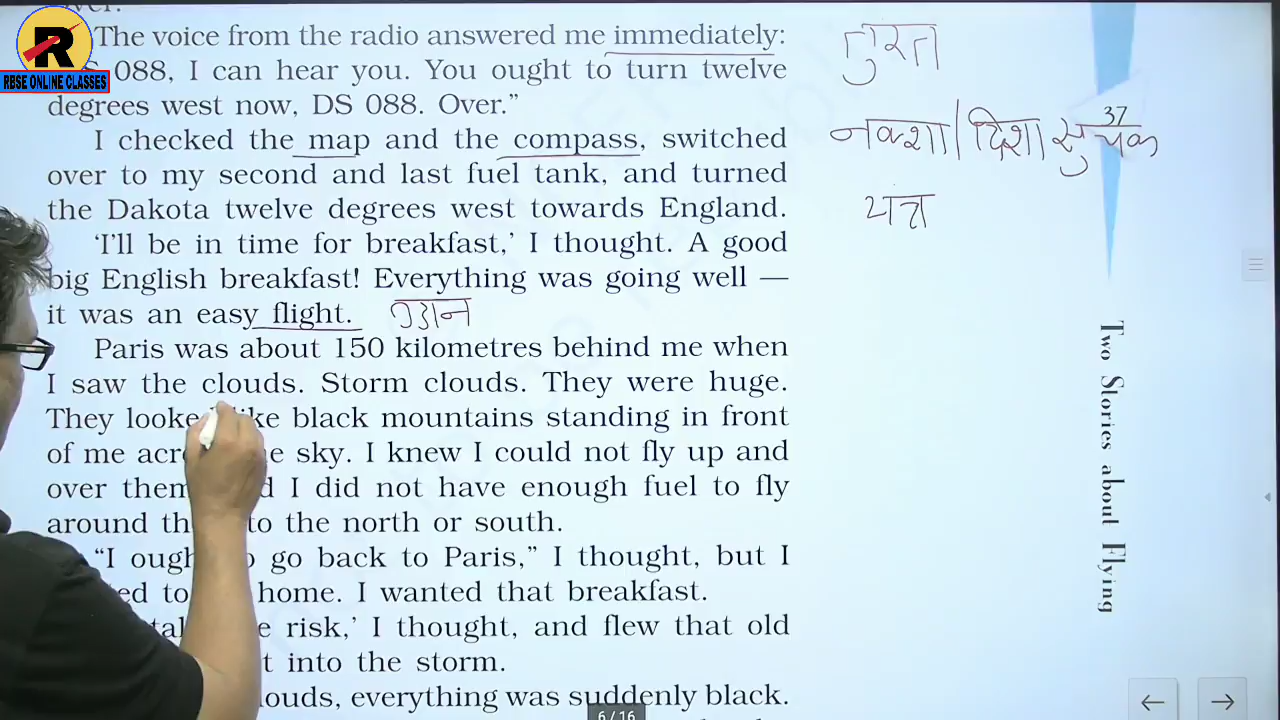 The voice from the radio answered me immediately:
088, I can hear you. You ought to turn twelve
degrees west now, DS 088. Over."
I checked the map and the compass, switched
over to my second and last fuel tank, and turned
the Dakota twelve degrees west towards England.
'I'll be in time for breakfast,' I thought. A good
big English breakfast! Everything was going well —
it was an easy flight. उड़ान
Paris was about 150 kilometres behind me when
I saw the clouds. Storm clouds. They were huge.
They looked like black mountains standing in front
of me the sky. I knew I could not fly up and
over I did not have enough fuel to fly
around to the north or south.
"I go back to Paris," I thought, but I
to home. I wanted that breakfast.
risk,' I thought, and flew that old
into the storm.
everything was suddenly black.
R
RBSE ONLINE CLASSES
तुरन्त
नक्शा/दिशा सुचक
यंत्र
37
Two Stories about Flying
6 / 16